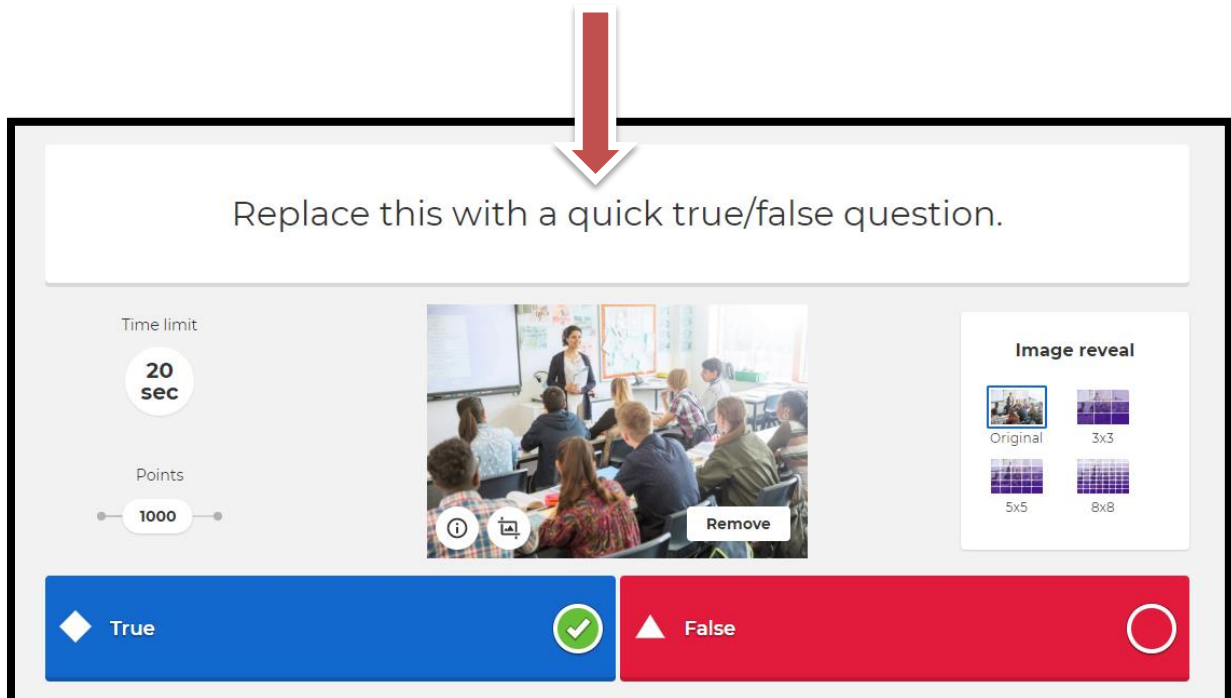 Replace this with a quick true/false question.
Time limit
20
sec
Points
1000
Remove
Image reveal
Original
3x3
5x5
8x8
True
False